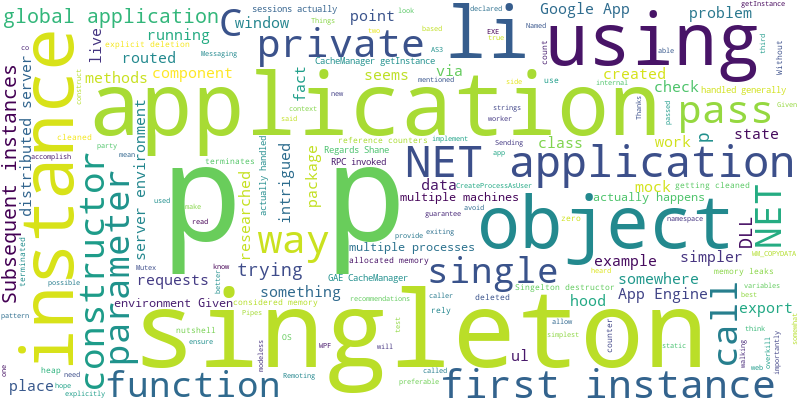 global application
C
window
sessions actually
running
point
Things
look
li
using
Google App
problem
declared
getInstance
Named
count
EXE
true
AS3
two
based
able
third
Without
private
explicit deletion
Messaging
live
routed
component
methods
fact
CacheManager getInstance
seems
via
mentioned
created
check
handled generally
co
construct
distributed server
instance
application
pass
internal
side
use
new
said
context
strings
worker
Thanks
passed
party
Given
Subsequent instances
accomplish
cleaned
reference counters
implement
Sending
app
class
p
work
state
constructor
parameter
server environment
mean
terminates
used
make
read
researched
actually handled
intrigued
package
Regards Shane
RPC invoked
NET application
data
CreateProcessAsUser
multiple machines
avoid
mock
getting cleaned
actually happens
namespace
guarantee
zero
exiting
DLL
NET
WM_COPYDATA
p p
way
object
multiple processes
allocated memory
provide
example
simpler
terminated
Mutex
know
better
trying
requests
something
GAE CacheManager
single
heard
hood
somewhere
App Engine
memory leaks
variables
best
export
call
environment Given
considered memory
recommendations
deleted
Singelton destructor
caller
rely
counter
allow
simplest
ul
static
think
overkill
web
walking
importantly
somewhat
possible
pattern
one
heap
need
hope
explicitly
nutshell
ensure
place
function
Pipes
OS
modeless
WPF
Remoting
singleton
test
will
called
preferable
first instance